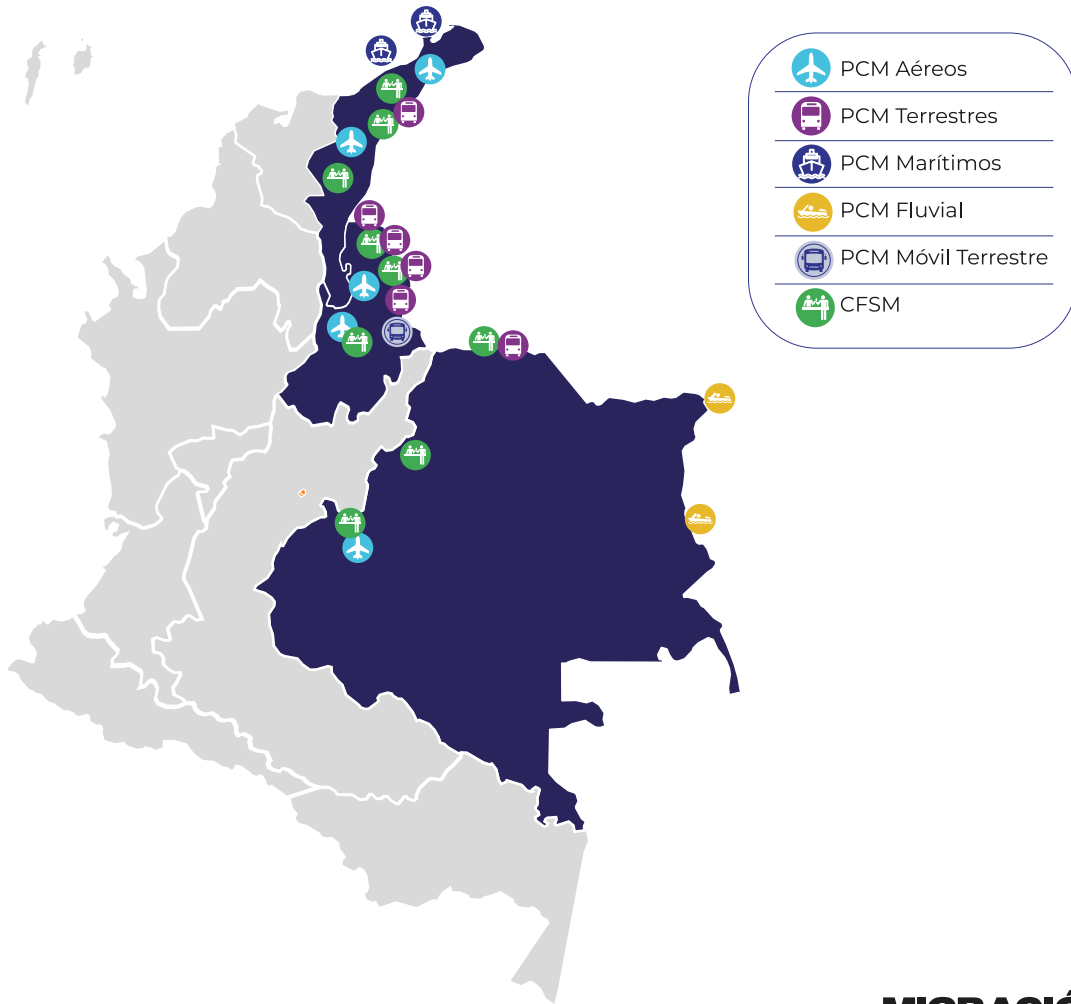 PCM Aéreos
PCM Terrestres
PCM Marítimos
PCM Fluvial
PCM Móvil Terrestre
CFSM